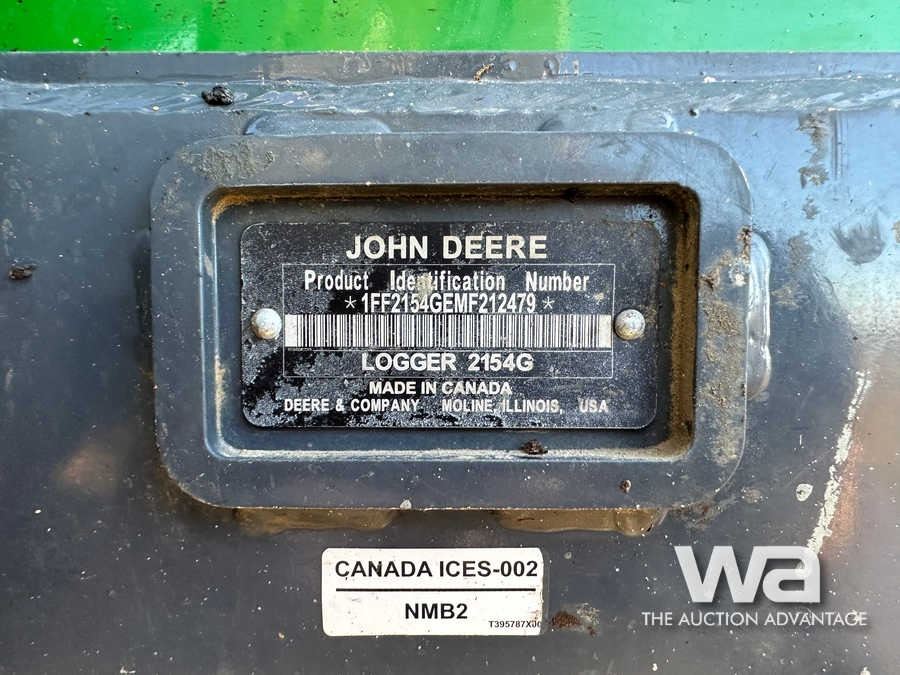 JOHN DEERE
Product Identification Number
*1FF2154GEMF212479*
LOGGER 2154G
MADE IN CANADA
DEERE & COMPANY MOLINE, ILLINOIS, USA
CANADA ICES-002
NMB2
wa
THE AUCTION ADVANTAGE